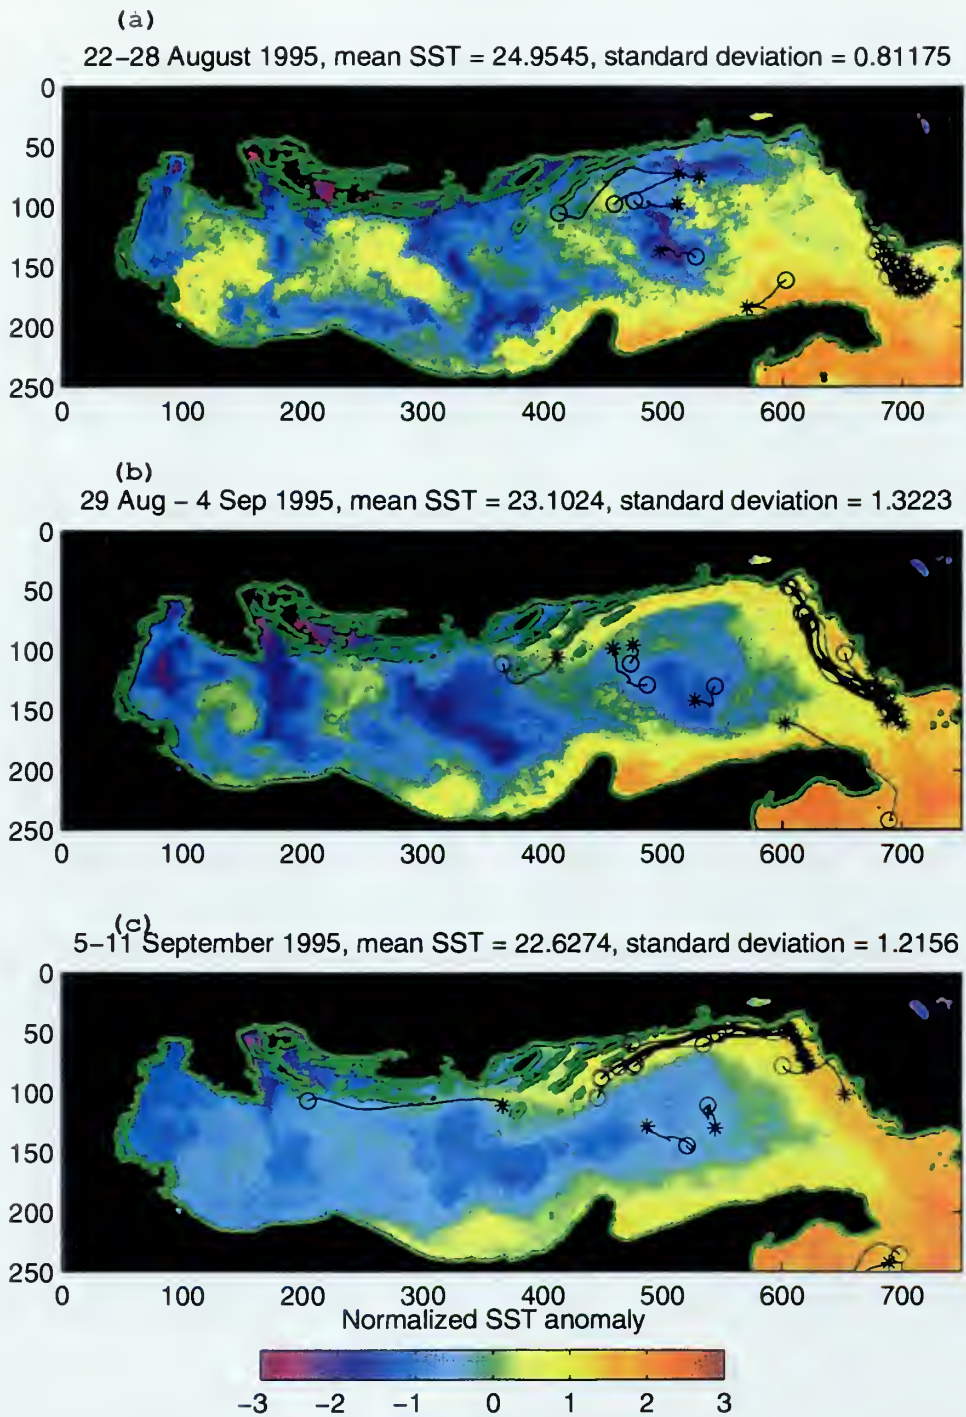 (a)
22–28 August 1995, mean SST = 24.9545, standard deviation = 0.81175
0
50
100
150
200
250
0 100 200 300 400 500 600 700
(b)
29 Aug – 4 Sep 1995, mean SST = 23.1024, standard deviation = 1.3223
0
50
100
150
200
250
0 100 200 300 400 500 600 700
(c)
5–11 September 1995, mean SST = 22.6274, standard deviation = 1.2156
0
50
100
150
200
250
0 100 200 300 400 500 600 700
Normalized SST anomaly
−3 −2 −1 0 1 2 3